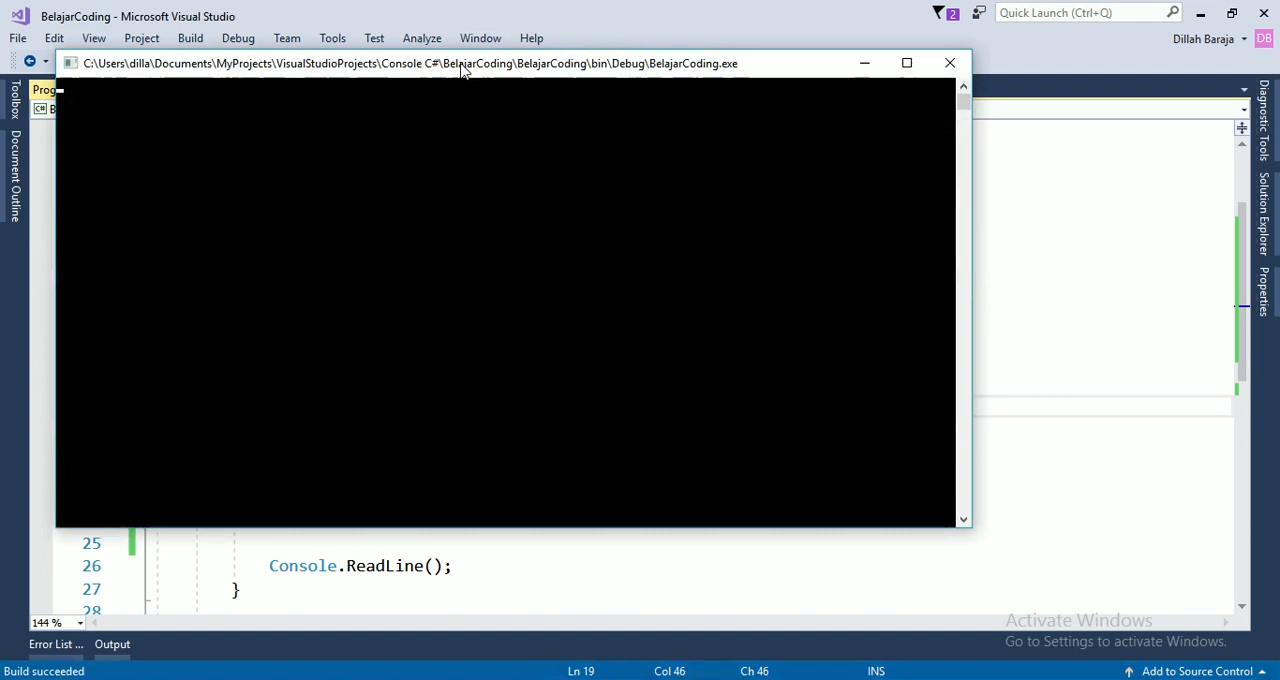 BelajarCoding - Microsoft Visual Studio
2
Quick Launch (Ctrl+Q)
File Edit View Project Build Debug Team Tools Test Analyze Window Help
Dillah Baraja DB
C:\Users\dilla\Documents\MyProjects\VisualStudioProjects\Console C#\BelajarCoding\BelajarCoding\bin\Debug\BelajarCoding.exe
Toolbox
Document Outline
Prog
C# B
Diagnostic Tools
Solution Explorer
Properties
25
26 Console.ReadLine();
27 }
28
144 %
Activate Windows
Go to Settings to activate Windows.
Error List ... Output
Build succeeded Ln 19 Col 46 Ch 46 INS Add to Source Control